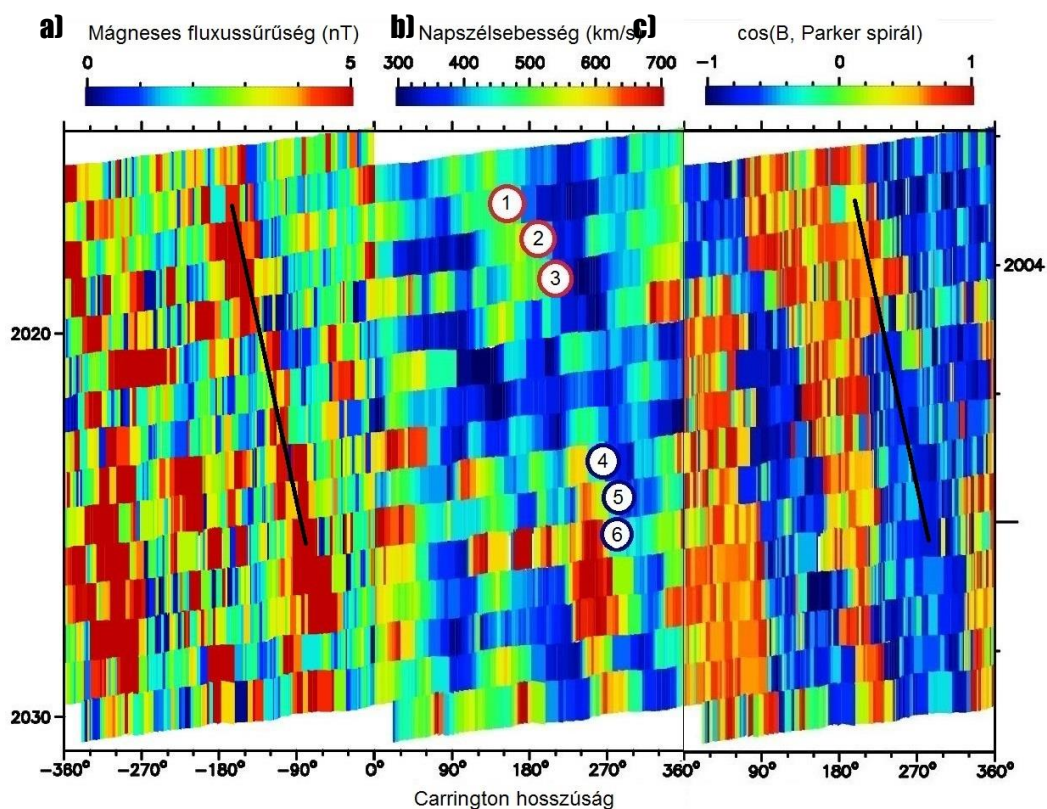 a) Mágneses fluxussűrűség (nT) b) Napszélsebesség (km/s) c) cos(B, Parker spirál)
0 5 300 400 500 600 700 −1 0 1
1
2
3
2004
2020
4
5
6
2030
−360° −270° −180° −90° 0° 90° 180° 270° 360° 90° 180° 270° 360°
Carrington hosszúság